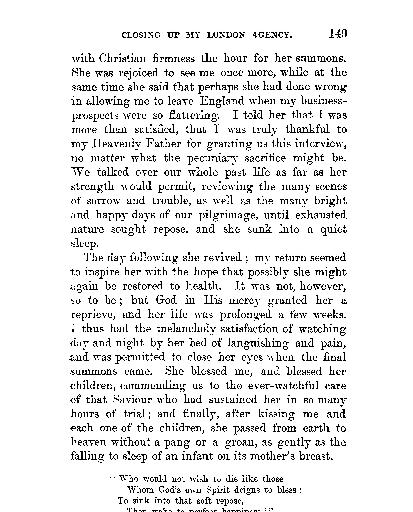 CLOSING UP MY LONDON AGENCY. 149
with Christian firmness the hour for her summons.
She was rejoiced to see me once more, while at the
same time she said that perhaps she had done wrong
in allowing me to leave England when my business-
prospects were so flattering. I told her that I was
more than satisfied, that I was truly thankful to
my Heavenly Father for granting us this interview,
no matter what the pecuniary sacrifice might be.
We talked over our whole past life as far as her
strength would permit, reviewing the many scenes
of sorrow and trouble, as well as the many bright
and happy days of our pilgrimage, until exhausted
nature sought repose, and she sunk into a quiet
sleep.
The day following she revived; my return seemed
to inspire her with the hope that possibly she might
again be restored to health. It was not, however,
so to be; but God in His mercy granted her a
reprieve, and her life was prolonged a few weeks.
I thus had the melancholy satisfaction of watching
day and night by her bed of languishing and pain,
and was permitted to close her eyes when the final
summons came. She blessed me, and blessed her
children, commending us to the ever-watchful care
of that Saviour who had sustained her in so many
hours of trial; and finally, after kissing me and
each one of the children, she passed from earth to
heaven without a pang or a groan, as gently as the
falling to sleep of an infant on its mother's breast.
"Who would not wish to die like those
Whom God's own Spirit deigns to bless:
To sink into that soft repose,
Then wake to perfect happiness?"